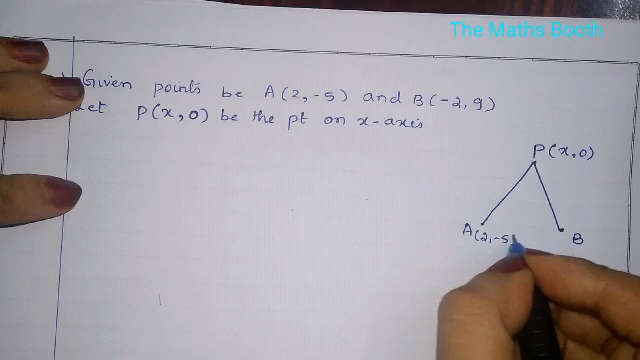 The Maths Booth
Given points be A(2,-5) and B(-2,9)
P(x,0) be the pt on x-axis
P(x,0)
A(2,-5
B